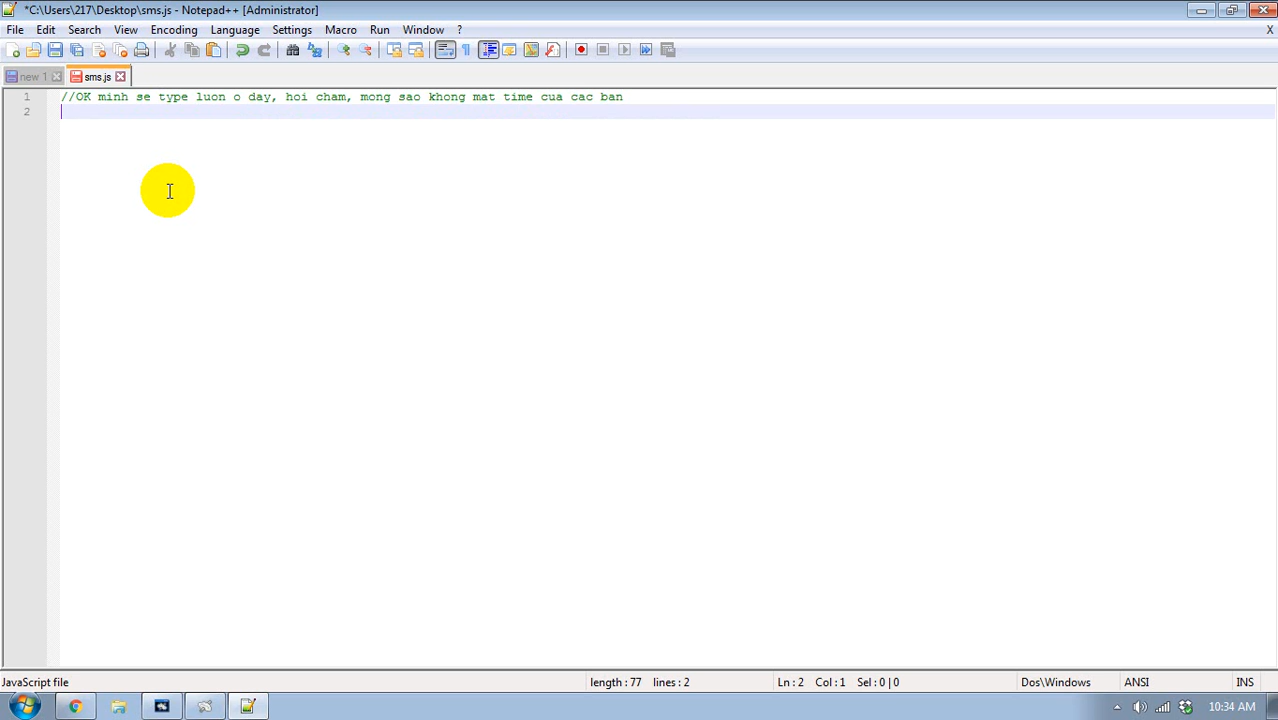 *C:\Users\217\Desktop\sms.js - Notepad++ [Administrator]
File Edit Search View Encoding Language Settings Macro Run Window ? X
new 1 sms.js
1 //OK minh se type luon o day, hoi cham, mong sao khong mat time cua cac ban
2
JavaScript file length : 77 lines : 2 Ln : 2 Col : 1 Sel : 0 | 0 Dos\Windows ANSI INS
10:34 AM